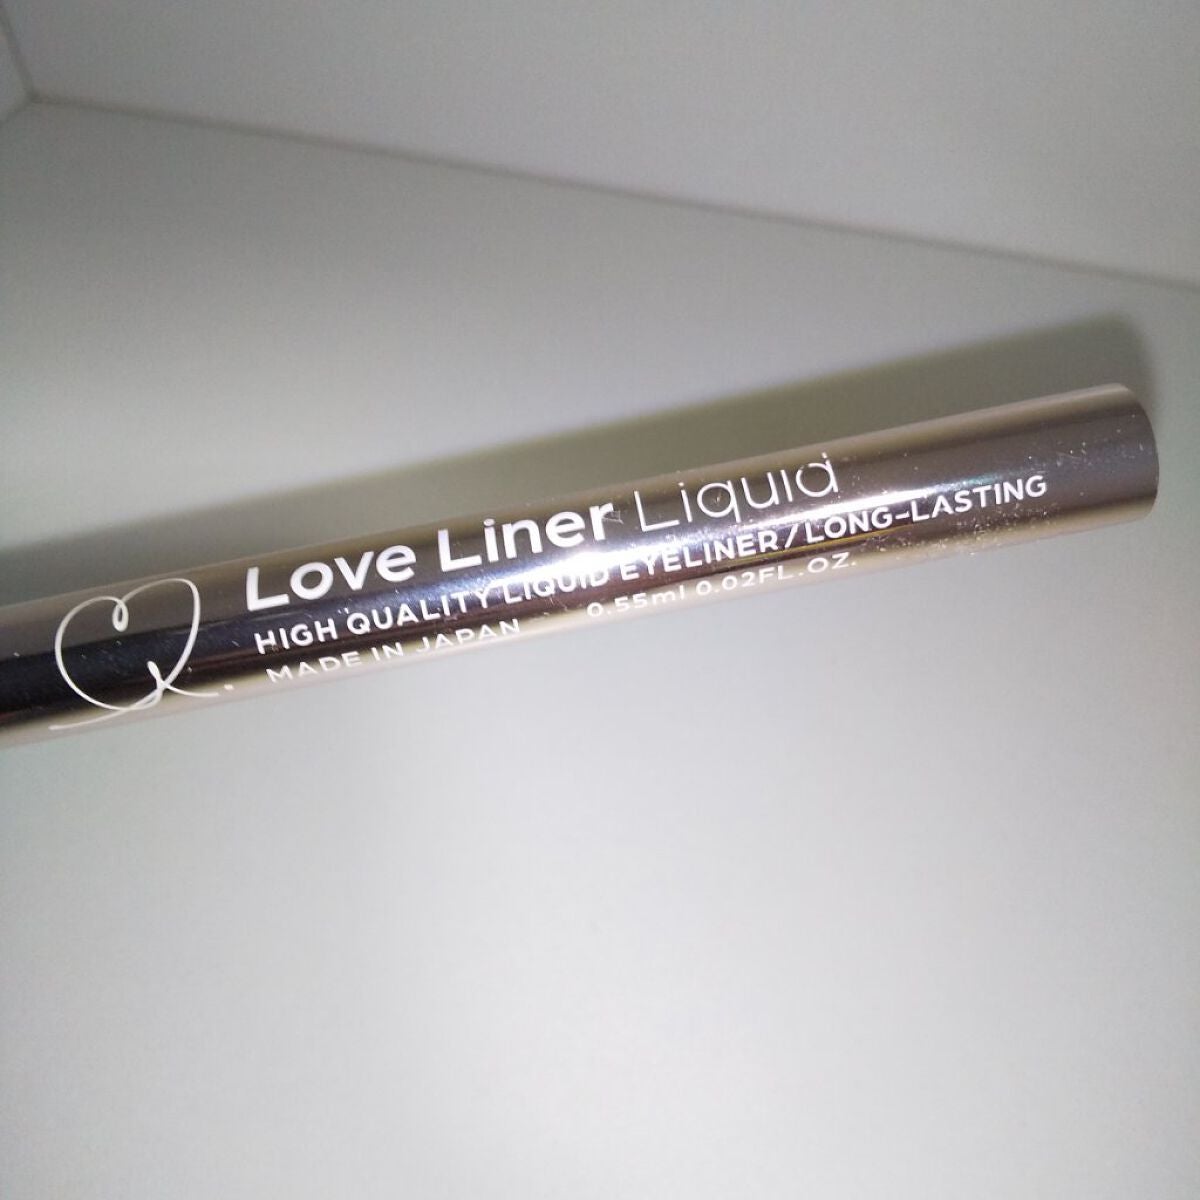 Love Liner Liquid
HIGH QUALITY LIQUID EYELINER/LONG-LASTING
MADE IN JAPAN 0.55ml 0.02FL.OZ.